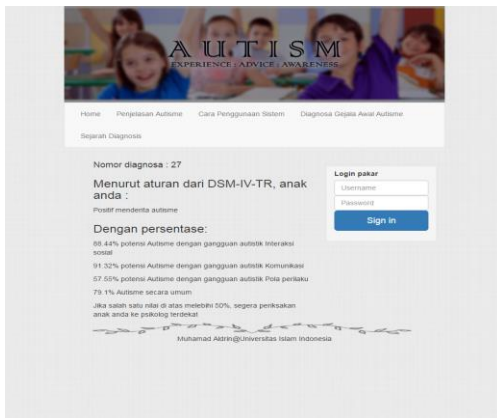 AUTISM
EXPERIENCE : ADVICE : AWARENESS
Home Penjelasan Autisme Cara Penggunaan Sistem Diagnosa Gejala Awal Autisme
Sejarah Diagnosis
Nomor diagnosa : 27
Menurut aturan dari DSM-IV-TR, anak
anda :
Positif menderita autisme
Dengan persentase:
88.44% potensi Autisme dengan gangguan autistik Interaksi
sosial
91.32% potensi Autisme dengan gangguan autistik Komunikasi
57.55% potensi Autisme dengan gangguan autistik Pola perilaku
79.1% Autisme secara umum
Jika salah satu nilai di atas melebihi 50%, segera periksakan
anak anda ke psikolog terdekat
Login pakar
Username
Password
Sign in
Muhamad Aldrin@Universitas Islam Indonesia